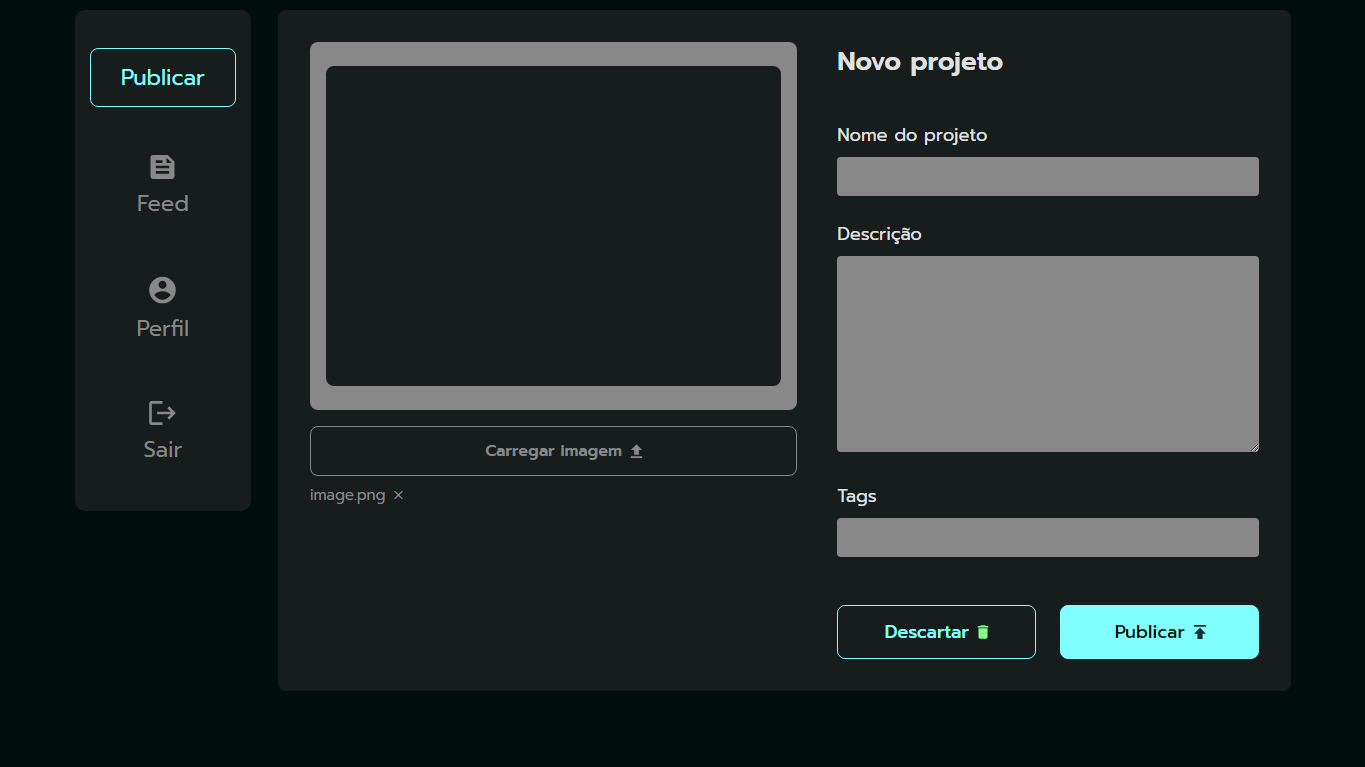 Publicar
Feed
Perfil
Sair
Carregar imagem
image.png ×
Novo projeto
Nome do projeto
Descrição
Tags
Descartar
Publicar